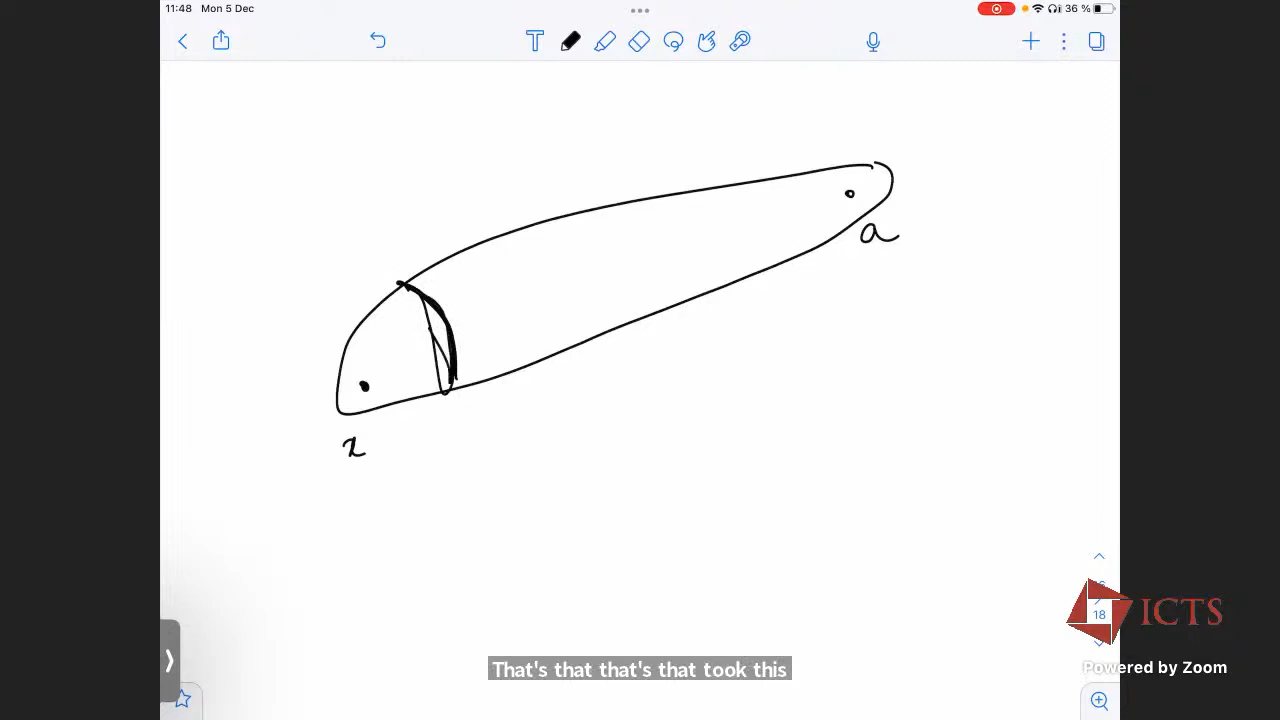 11:48 Mon 5 Dec
36 %
a
x
18
ICTS
Powered by Zoom
That's that that's that took this